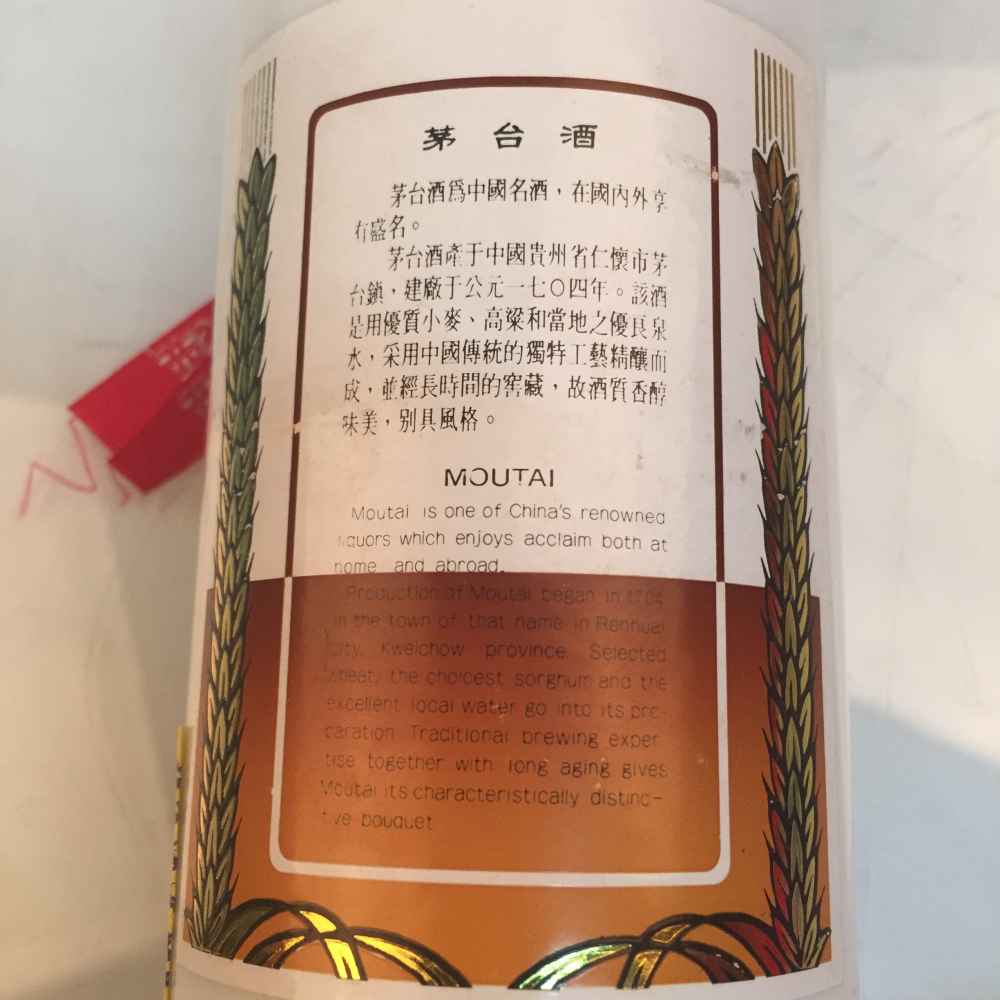 茅台酒
茅台酒爲中國名酒，在國內外享
有盛名。
茅台酒產于中國貴州省仁懷市茅
台鎮，建廠于公元一七〇四年。該酒
是用優質小麥、高粱和當地之優良泉
水，采用中國傳統的獨特工藝精釀而
成，並經長時間的窖藏，故酒質香醇
味美，别具風格。
MOUTAI
Moutai is one of China's renowned
liquors which enjoys acclaim both at
home and abroad.
Production of Moutai began in 1704
in the town of that name in Renhuai
City, Kweichow province. Selected
wheat, the choicest sorghum and the
excellent local water go into its pre-
paration. Traditional brewing exper
tise together with long aging gives
Moutai its characteristically distinc-
tive bouquet